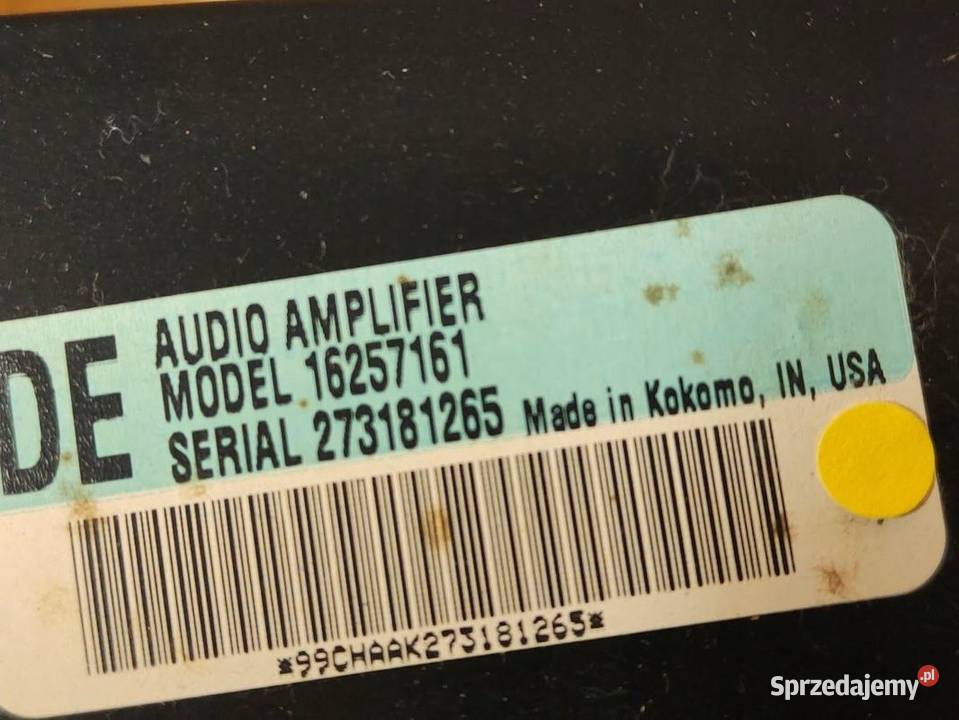 DE
AUDIO AMPLIFIER
MODEL 16257161
SERIAL 273181265 Made in Kokomo, IN, USA
*99CHAAK273181265*
Sprzedajemy.pl